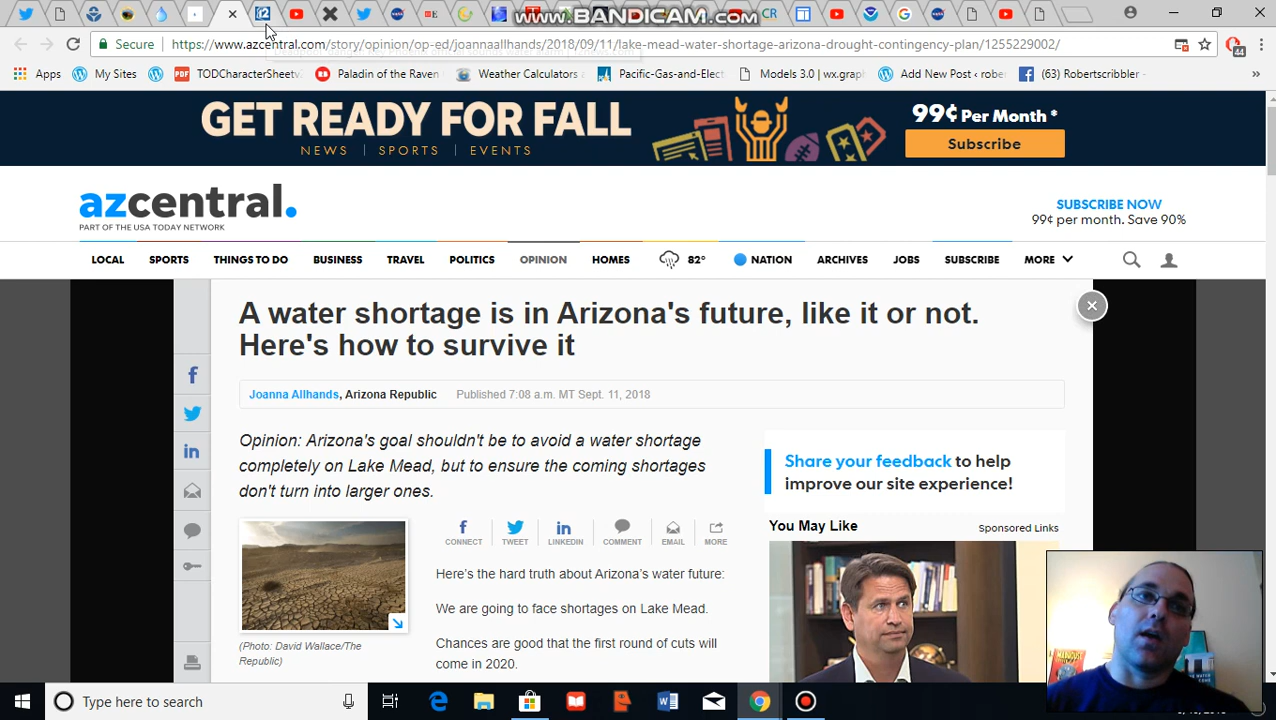 www.BANDICAM.com
Secure https://www.azcentral.com/story/opinion/op-ed/joannaallhands/2018/09/11/lake-mead-water-shortage-arizona-drought-contingency-plan/1255229002/
44
Apps My Sites TODCharacterSheetv Paladin of the Raven Weather Calculators Pacific-Gas-and-Ele Models 3.0 | wx.graph Add New Post ‹ rober (63) Robertscribbler -
GET READY FOR FALL
NEWS | SPORTS | EVENTS
99¢ Per Month *
Subscribe
azcentral.
PART OF THE USA TODAY NETWORK
SUBSCRIBE NOW
99¢ per month. Save 90%
LOCAL SPORTS THINGS TO DO BUSINESS TRAVEL POLITICS OPINION HOMES 82° NATION ARCHIVES JOBS SUBSCRIBE MORE
A water shortage is in Arizona's future, like it or not.
Here's how to survive it
Joanna Allhands, Arizona Republic Published 7:08 a.m. MT Sept. 11, 2018
Opinion: Arizona's goal shouldn't be to avoid a water shortage
completely on Lake Mead, but to ensure the coming shortages
don't turn into larger ones.
Share your feedback to help
improve our site experience!
You May Like Sponsored Links
CONNECT TWEET LINKEDIN COMMENT EMAIL MORE
(Photo: David Wallace/The
Republic)
Here's the hard truth about Arizona's water future:
We are going to face shortages on Lake Mead.
Chances are good that the first round of cuts will
come in 2020.
Type here to search